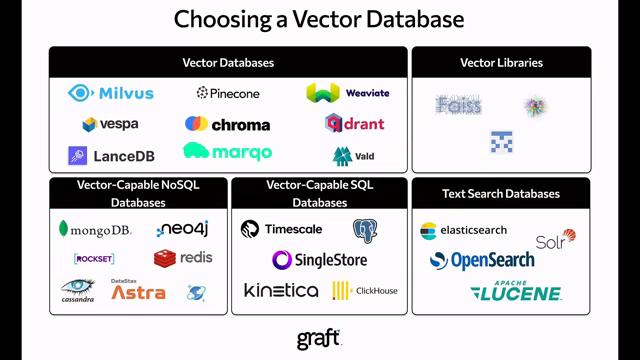 Choosing a Vector Database
Vector Databases
Milvus
Pinecone
Weaviate
vespa
chroma
drant
LanceDB
marqo
Vald
Vector Libraries
Faiss
Vector-Capable NoSQL
Databases
mongoDB.
neo4j
[ROCKSET]
redis
cassandra
DataStax
Astra
Vector-Capable SQL
Databases
Timescale
SingleStore
kinetica
ClickHouse
Text Search Databases
elasticsearch
Solr
OpenSearch
APACHE
LUCENE
graft